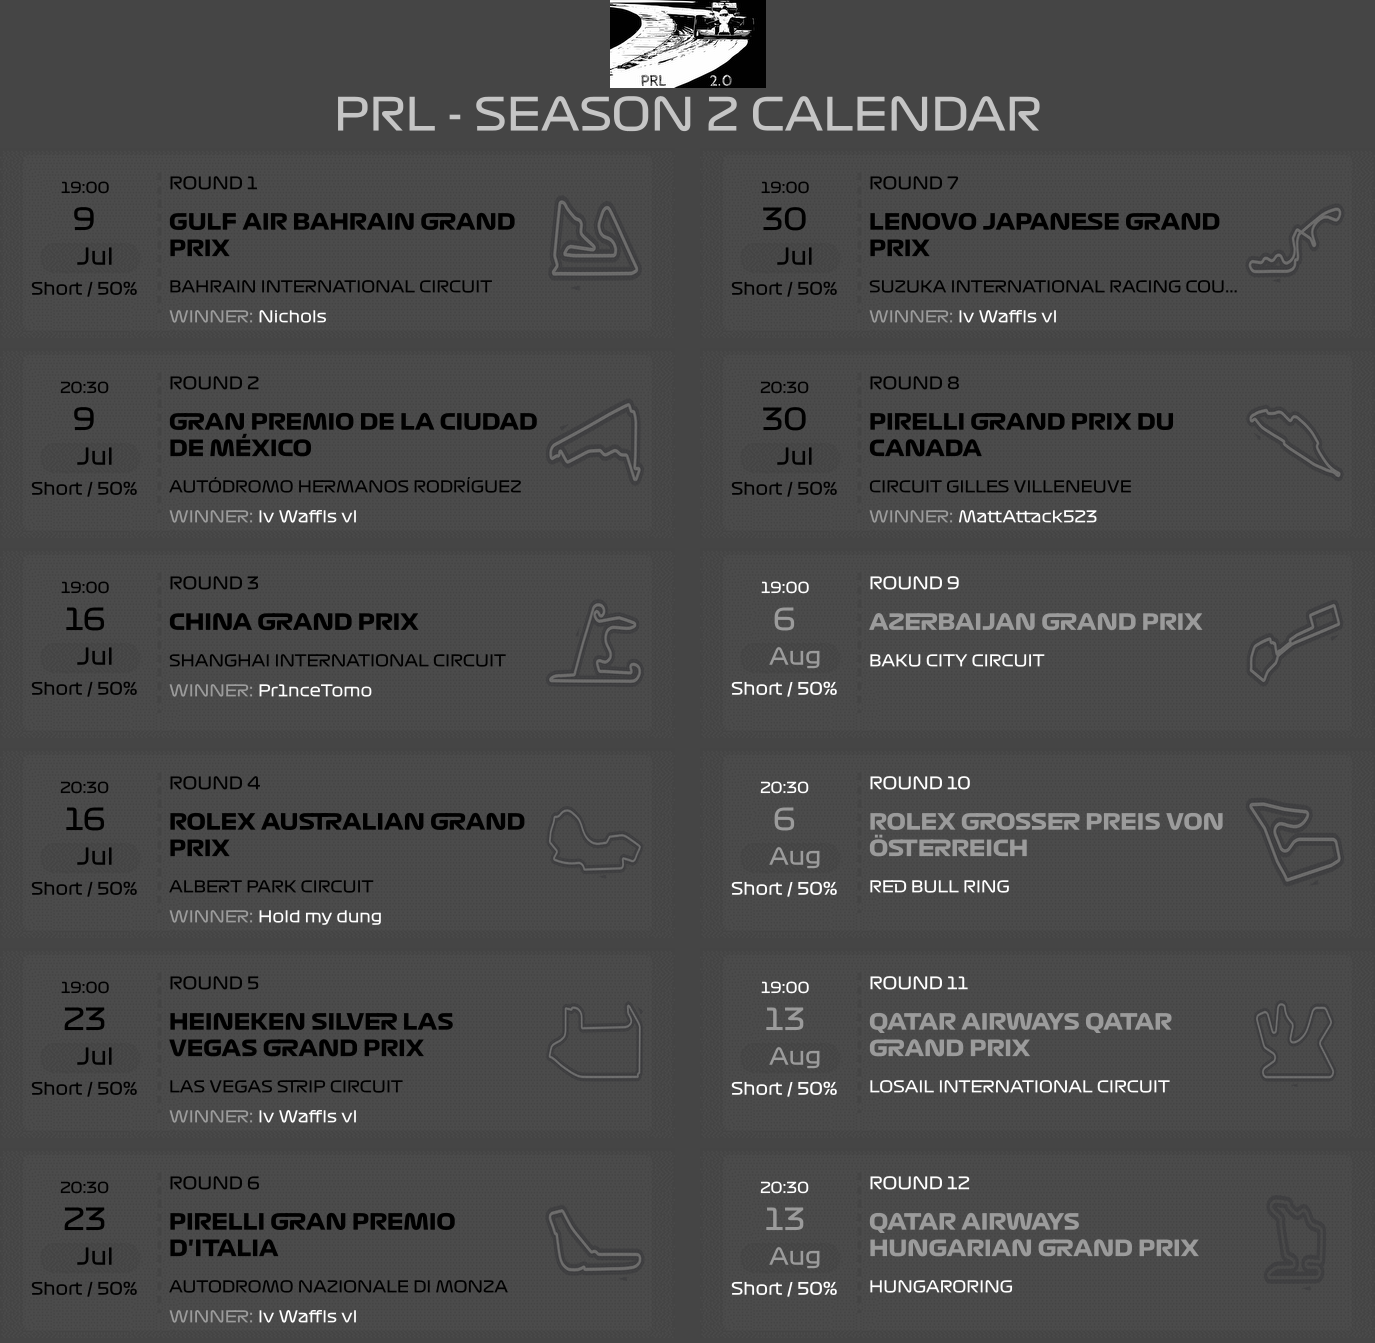 PRL 2.0
PRL - SEASON 2 CALENDAR
19:00
9
Jul
Short / 50%
ROUND 1
GULF AIR BAHRAIN GRAND
PRIX
BAHRAIN INTERNATIONAL CIRCUIT
WINNER: Nichols
20:30
9
Jul
Short / 50%
ROUND 2
GRAN PREMIO DE LA CIUDAD
DE MÉXICO
AUTÓDROMO HERMANOS RODRÍGUEZ
WINNER: Iv Waffls vI
19:00
16
Jul
Short / 50%
ROUND 3
CHINA GRAND PRIX
SHANGHAI INTERNATIONAL CIRCUIT
WINNER: Pr1nceTomo
20:30
16
Jul
Short / 50%
ROUND 4
ROLEX AUSTRALIAN GRAND
PRIX
ALBERT PARK CIRCUIT
WINNER: Hold my dung
19:00
23
Jul
Short / 50%
ROUND 5
HEINEKEN SILVER LAS
VEGAS GRAND PRIX
LAS VEGAS STRIP CIRCUIT
WINNER: Iv Waffls vI
20:30
23
Jul
Short / 50%
ROUND 6
PIRELLI GRAN PREMIO
D'ITALIA
AUTODROMO NAZIONALE DI MONZA
WINNER: Iv Waffls vI
19:00
30
Jul
Short / 50%
ROUND 7
LENOVO JAPANESE GRAND
PRIX
SUZUKA INTERNATIONAL RACING COU...
WINNER: Iv Waffls vI
20:30
30
Jul
Short / 50%
ROUND 8
PIRELLI GRAND PRIX DU
CANADA
CIRCUIT GILLES VILLENEUVE
WINNER: MattAttack523
19:00
6
Aug
Short / 50%
ROUND 9
AZERBAIJAN GRAND PRIX
BAKU CITY CIRCUIT
20:30
6
Aug
Short / 50%
ROUND 10
ROLEX GROSSER PREIS VON
ÖSTERREICH
RED BULL RING
19:00
13
Aug
Short / 50%
ROUND 11
QATAR AIRWAYS QATAR
GRAND PRIX
LOSAIL INTERNATIONAL CIRCUIT
20:30
13
Aug
Short / 50%
ROUND 12
QATAR AIRWAYS
HUNGARIAN GRAND PRIX
HUNGARORING